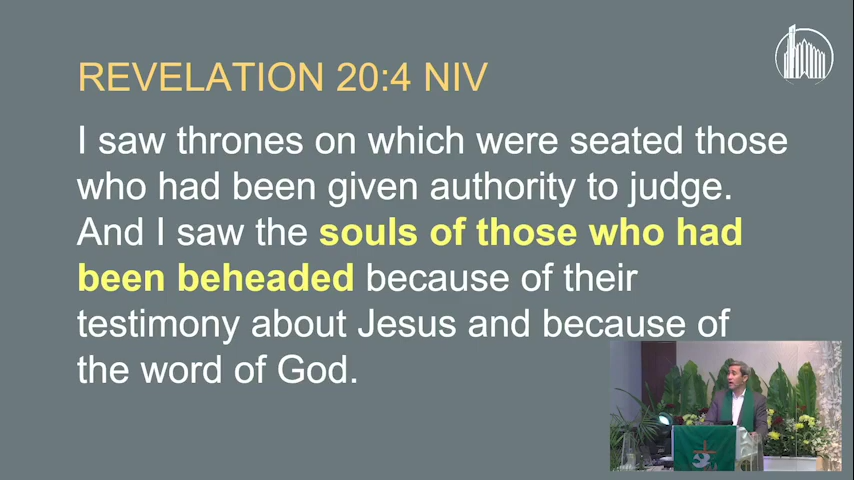 REVELATION 20:4 NIV
I saw thrones on which were seated those
who had been given authority to judge.
And I saw the souls of those who had
been beheaded because of their
testimony about Jesus and because of
the word of God.